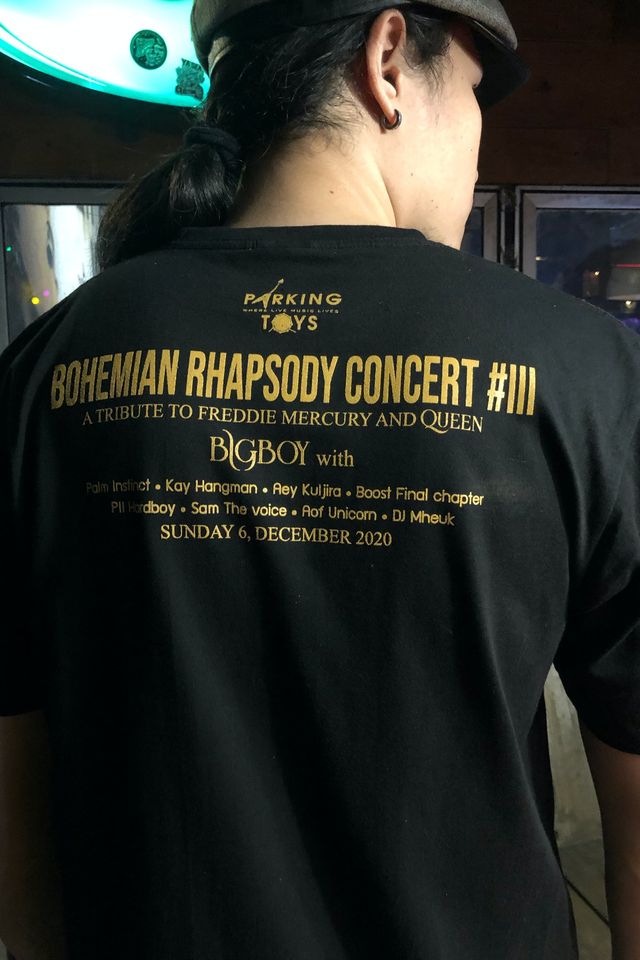 PARKING
WHERE LIVE MUSIC LIVES
TOYS
BOHEMIAN RHAPSODY CONCERT #III
A TRIBUTE TO FREDDIE MERCURY AND QUEEN
BIGBOY with
Palm Instinct • Kay Hangman • Aey Kuljira • Boost Final chapter
PII Hardboy • Sam The voice • Aof Unicorn • DJ Mheuk
SUNDAY 6, DECEMBER 2020